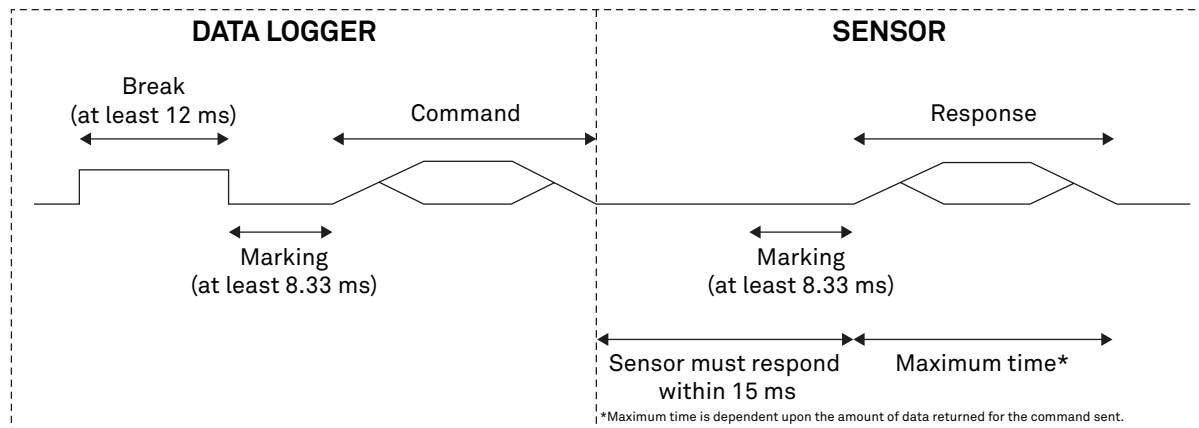 DATA LOGGER
SENSOR
Break
(at least 12 ms)
Command
Response
Marking
(at least 8.33 ms)
Marking
(at least 8.33 ms)
Sensor must respond
within 15 ms
Maximum time*
*Maximum time is dependent upon the amount of data returned for the command sent.